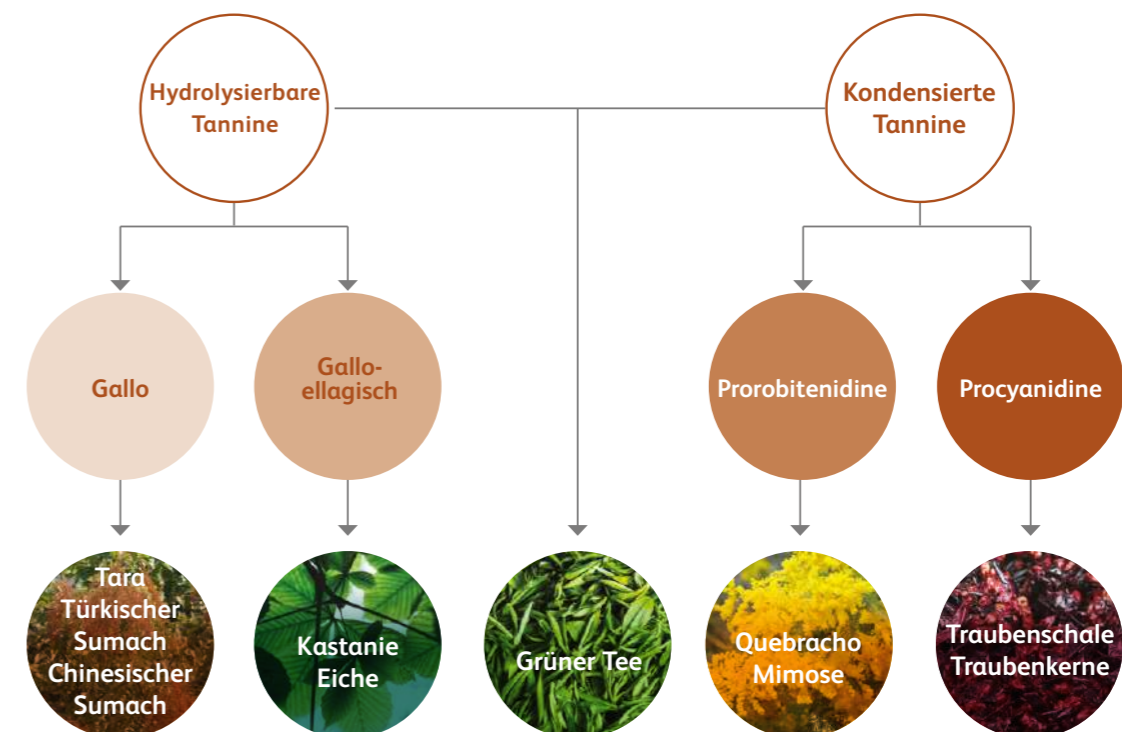 Hydrolysierbare
Tannine
Kondensierte
Tannine
Gallo
Gallo-
ellagisch
Prorobitenidine
Procyanidine
Tara
Türkischer
Sumach
Chinesischer
Sumach
Kastanie
Eiche
Grüner Tee
Quebracho
Mimose
Traubenschale
Traubenkerne